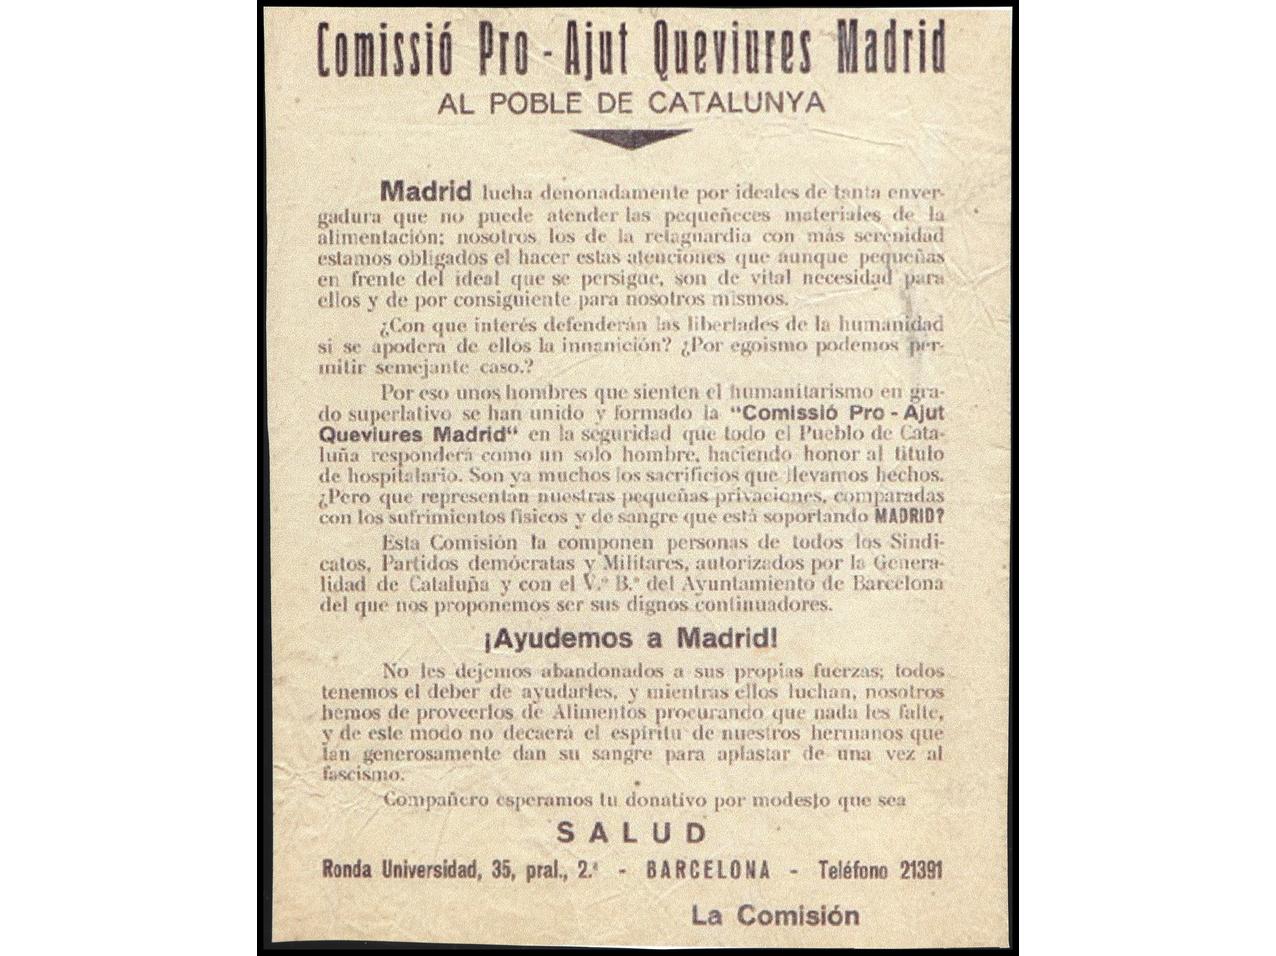 Comissió Pro - Ajut Queviures Madrid
AL POBLE DE CATALUNYA
Madrid lucha denonadamente por ideales de tanta enver-
gadura que no puede atender las pequeñeces materiales de la
alimentación; nosotros los de la retaguardia con más serenidad
estamos obligados el hacer estas atenciones que aunque pequeñas
en frente del ideal que se persigue, son de vital necesidad para
ellos y de por consiguiente para nosotros mismos.
¿Con que interés defenderán las libertades de la humanidad
si se apodera de ellos la innanición? ¿Por egoismo podemos per-
mitir semejante caso.?
Por eso unos hombres que sienten el humanitarismo en gra-
do superlativo se han unido y formado la "Comissió Pro - Ajut
Queviures Madrid" en la seguridad que todo el Pueblo de Cata-
luña responderá como un solo hombre, haciendo honor al titulo
de hospitalario. Son ya muchos los sacrificios que llevamos hechos.
¿Pero que representan nuestras pequeñas privaciones, comparadas
con los sufrimientos fisicos y de sangre que está soportando MADRID?
Esta Comisión la componen personas de todos los Sindi-
catos, Partidos demócratas y Militares, autorizados por la Genera-
lidad de Cataluña y con el V.º B.º del Ayuntamiento de Barcelona
del que nos proponemos ser sus dignos continuadores.
¡Ayudemos a Madrid!
No les dejemos abandonados a sus propias fuerzas; todos
tenemos el deber de ayudarles, y mientras ellos luchan, nosotros
hemos de proveerlos de Alimentos procurando que nada les falte,
y de este modo no decaerá el espíritu de nuestros hermanos que
tan generosamente dan su sangre para aplastar de una vez al
fascismo.
Compañero esperamos tu donativo por modesto que sea
SALUD
Ronda Universidad, 35, pral., 2.ª - BARCELONA - Teléfono 21391
La Comisión